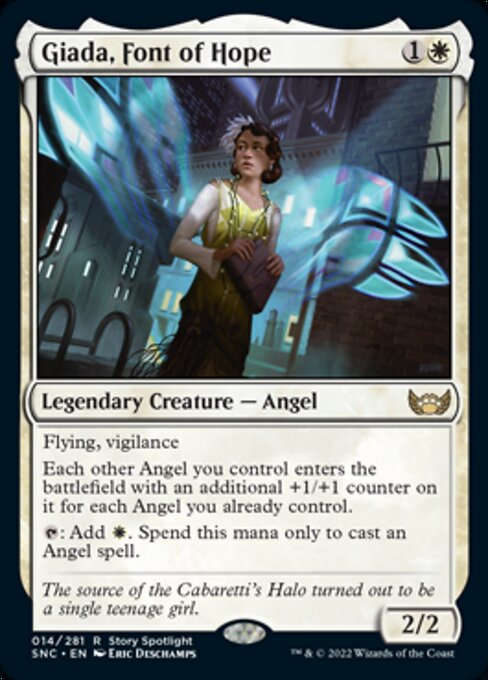 Giada, Font of Hope 1
Legendary Creature — Angel
Flying, vigilance
Each other Angel you control enters the
battlefield with an additional +1/+1 counter on
it for each Angel you already control.
: Add . Spend this mana only to cast an
Angel spell.
The source of the Cabaretti's Halo turned out to be
a single teenage girl.
2/2
014/281 R Story Spotlight
SNC • EN Eric Deschamps
™ & © 2022 Wizards of the Coast